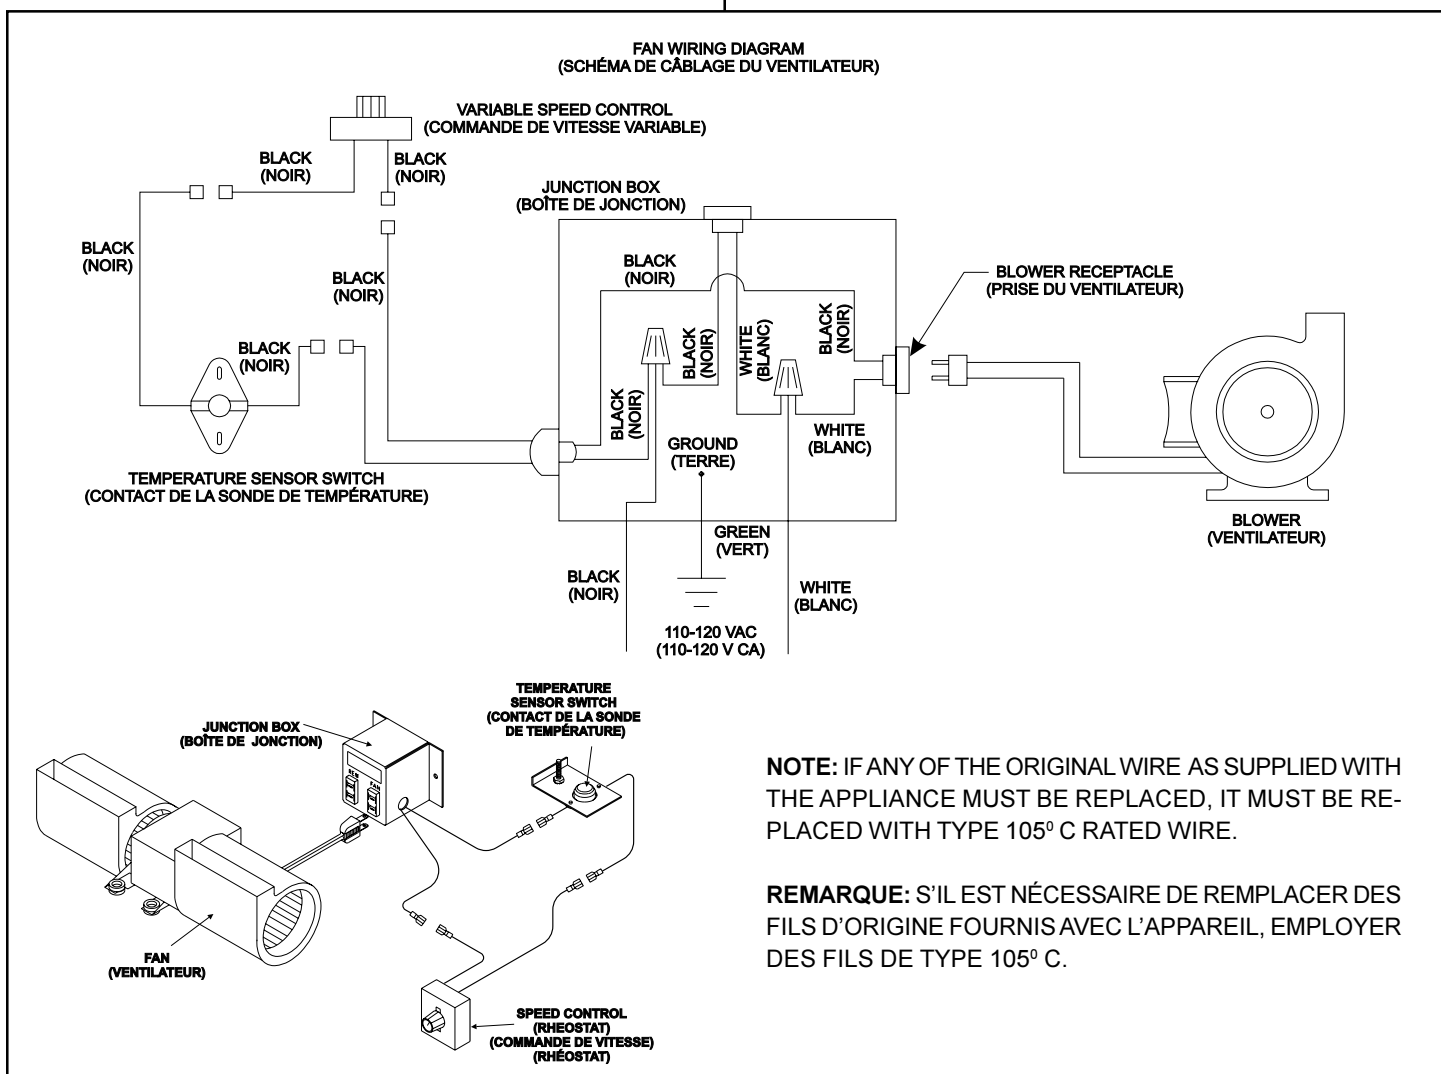 FAN WIRING DIAGRAM
(SCHÉMA DE CÂBLAGE DU VENTILATEUR)
VARIABLE SPEED CONTROL
(COMMANDE DE VITESSE VARIABLE)
BLACK
(NOIR)
BLACK
(NOIR)
JUNCTION BOX
(BOÎTE DE JONCTION)
BLACK
(NOIR)
BLACK
(NOIR)
BLACK
(NOIR)
BLOWER RECEPTACLE
(PRISE DU VENTILATEUR)
BLACK
(NOIR)
BLACK
(NOIR)
WHITE
(BLANC)
BLACK
(NOIR)
BLACK
(NOIR)
GROUND
(TERRE)
WHITE
(BLANC)
TEMPERATURE SENSOR SWITCH
(CONTACT DE LA SONDE DE TEMPÉRATURE)
BLOWER
(VENTILATEUR)
GREEN
(VERT)
BLACK
(NOIR)
WHITE
(BLANC)
110-120 VAC
(110-120 V CA)
TEMPERATURE
SENSOR SWITCH
(CONTACT DE LA SONDE
DE TEMPÉRATURE)
JUNCTION BOX
(BOÎTE DE JONCTION)
REM
FAN
FAN
(VENTILATEUR)
SPEED CONTROL
(RHEOSTAT)
(COMMANDE DE VITESSE)
(RHÉOSTAT)
NOTE: IF ANY OF THE ORIGINAL WIRE AS SUPPLIED WITH
THE APPLIANCE MUST BE REPLACED, IT MUST BE RE-
PLACED WITH TYPE 105⁰ C RATED WIRE.
REMARQUE: S'IL EST NÉCESSAIRE DE REMPLACER DES
FILS D'ORIGINE FOURNIS AVEC L'APPAREIL, EMPLOYER
DES FILS DE TYPE 105⁰ C.